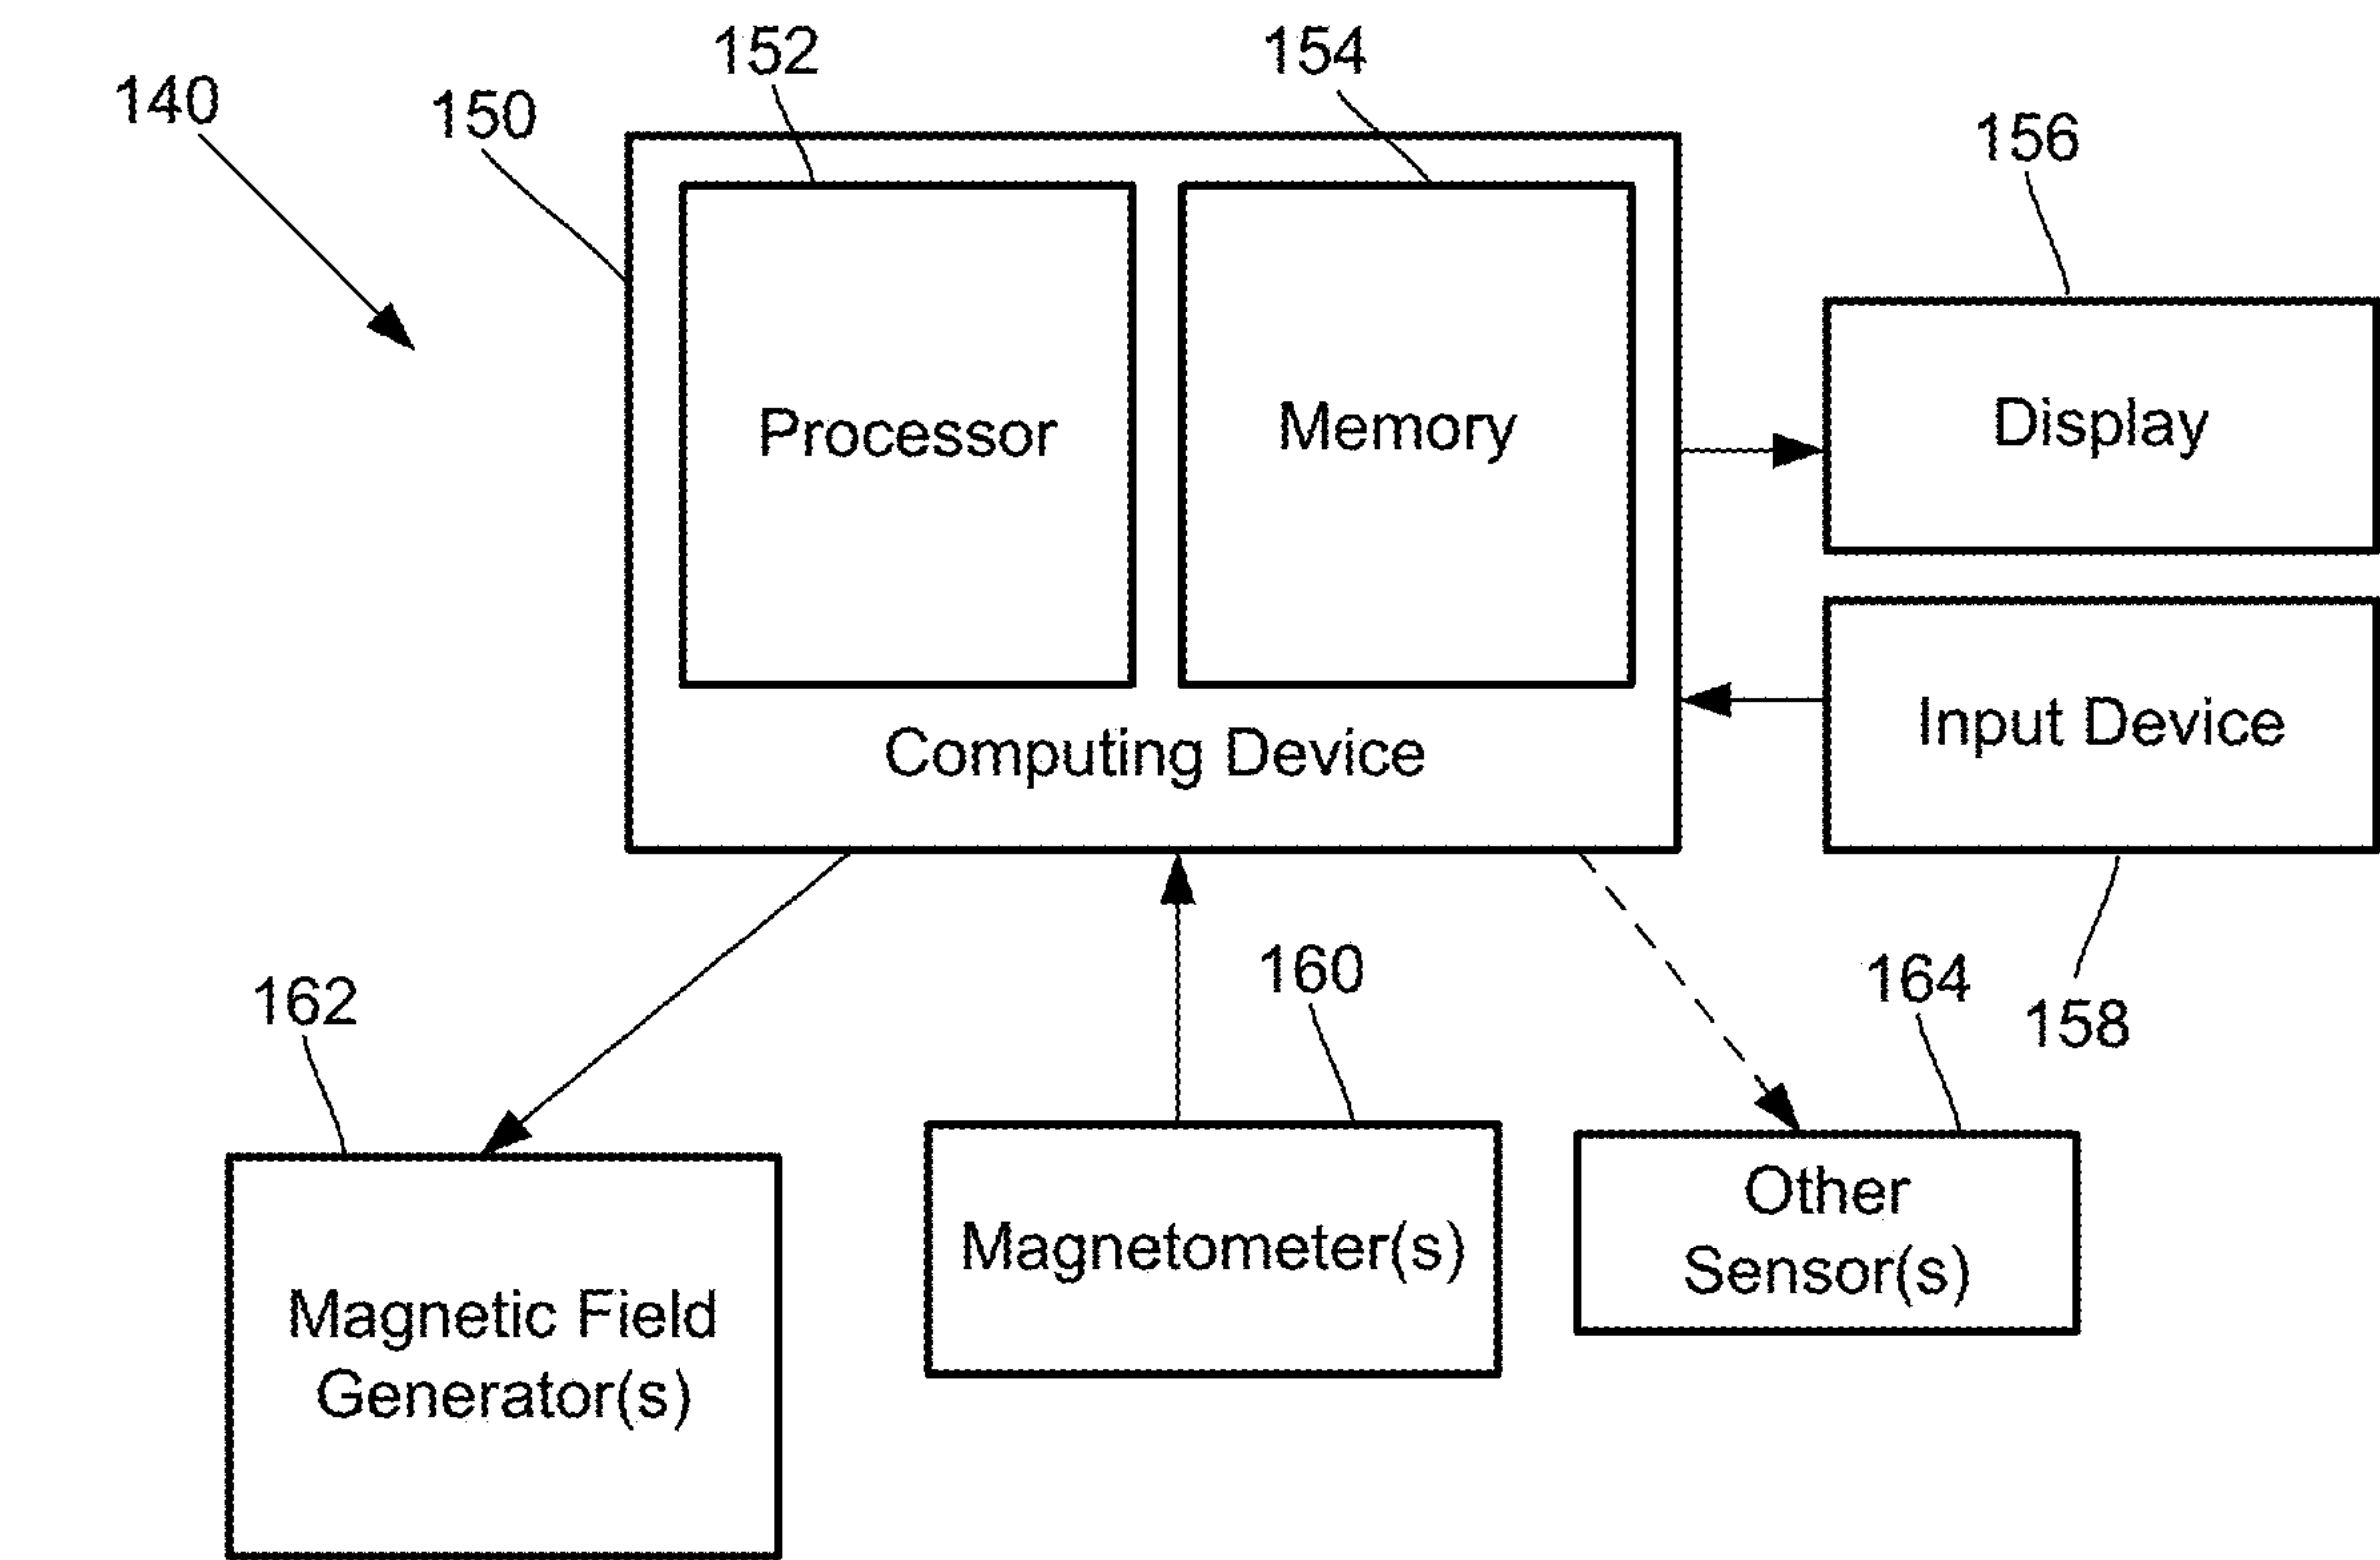 152
154
140
150
156
Processor
Memory
Display
Input Device
Computing Device
160
164
162
158
Other
Magnetometer(s)
Sensor(s)
Magnetic Field
Generator(s)